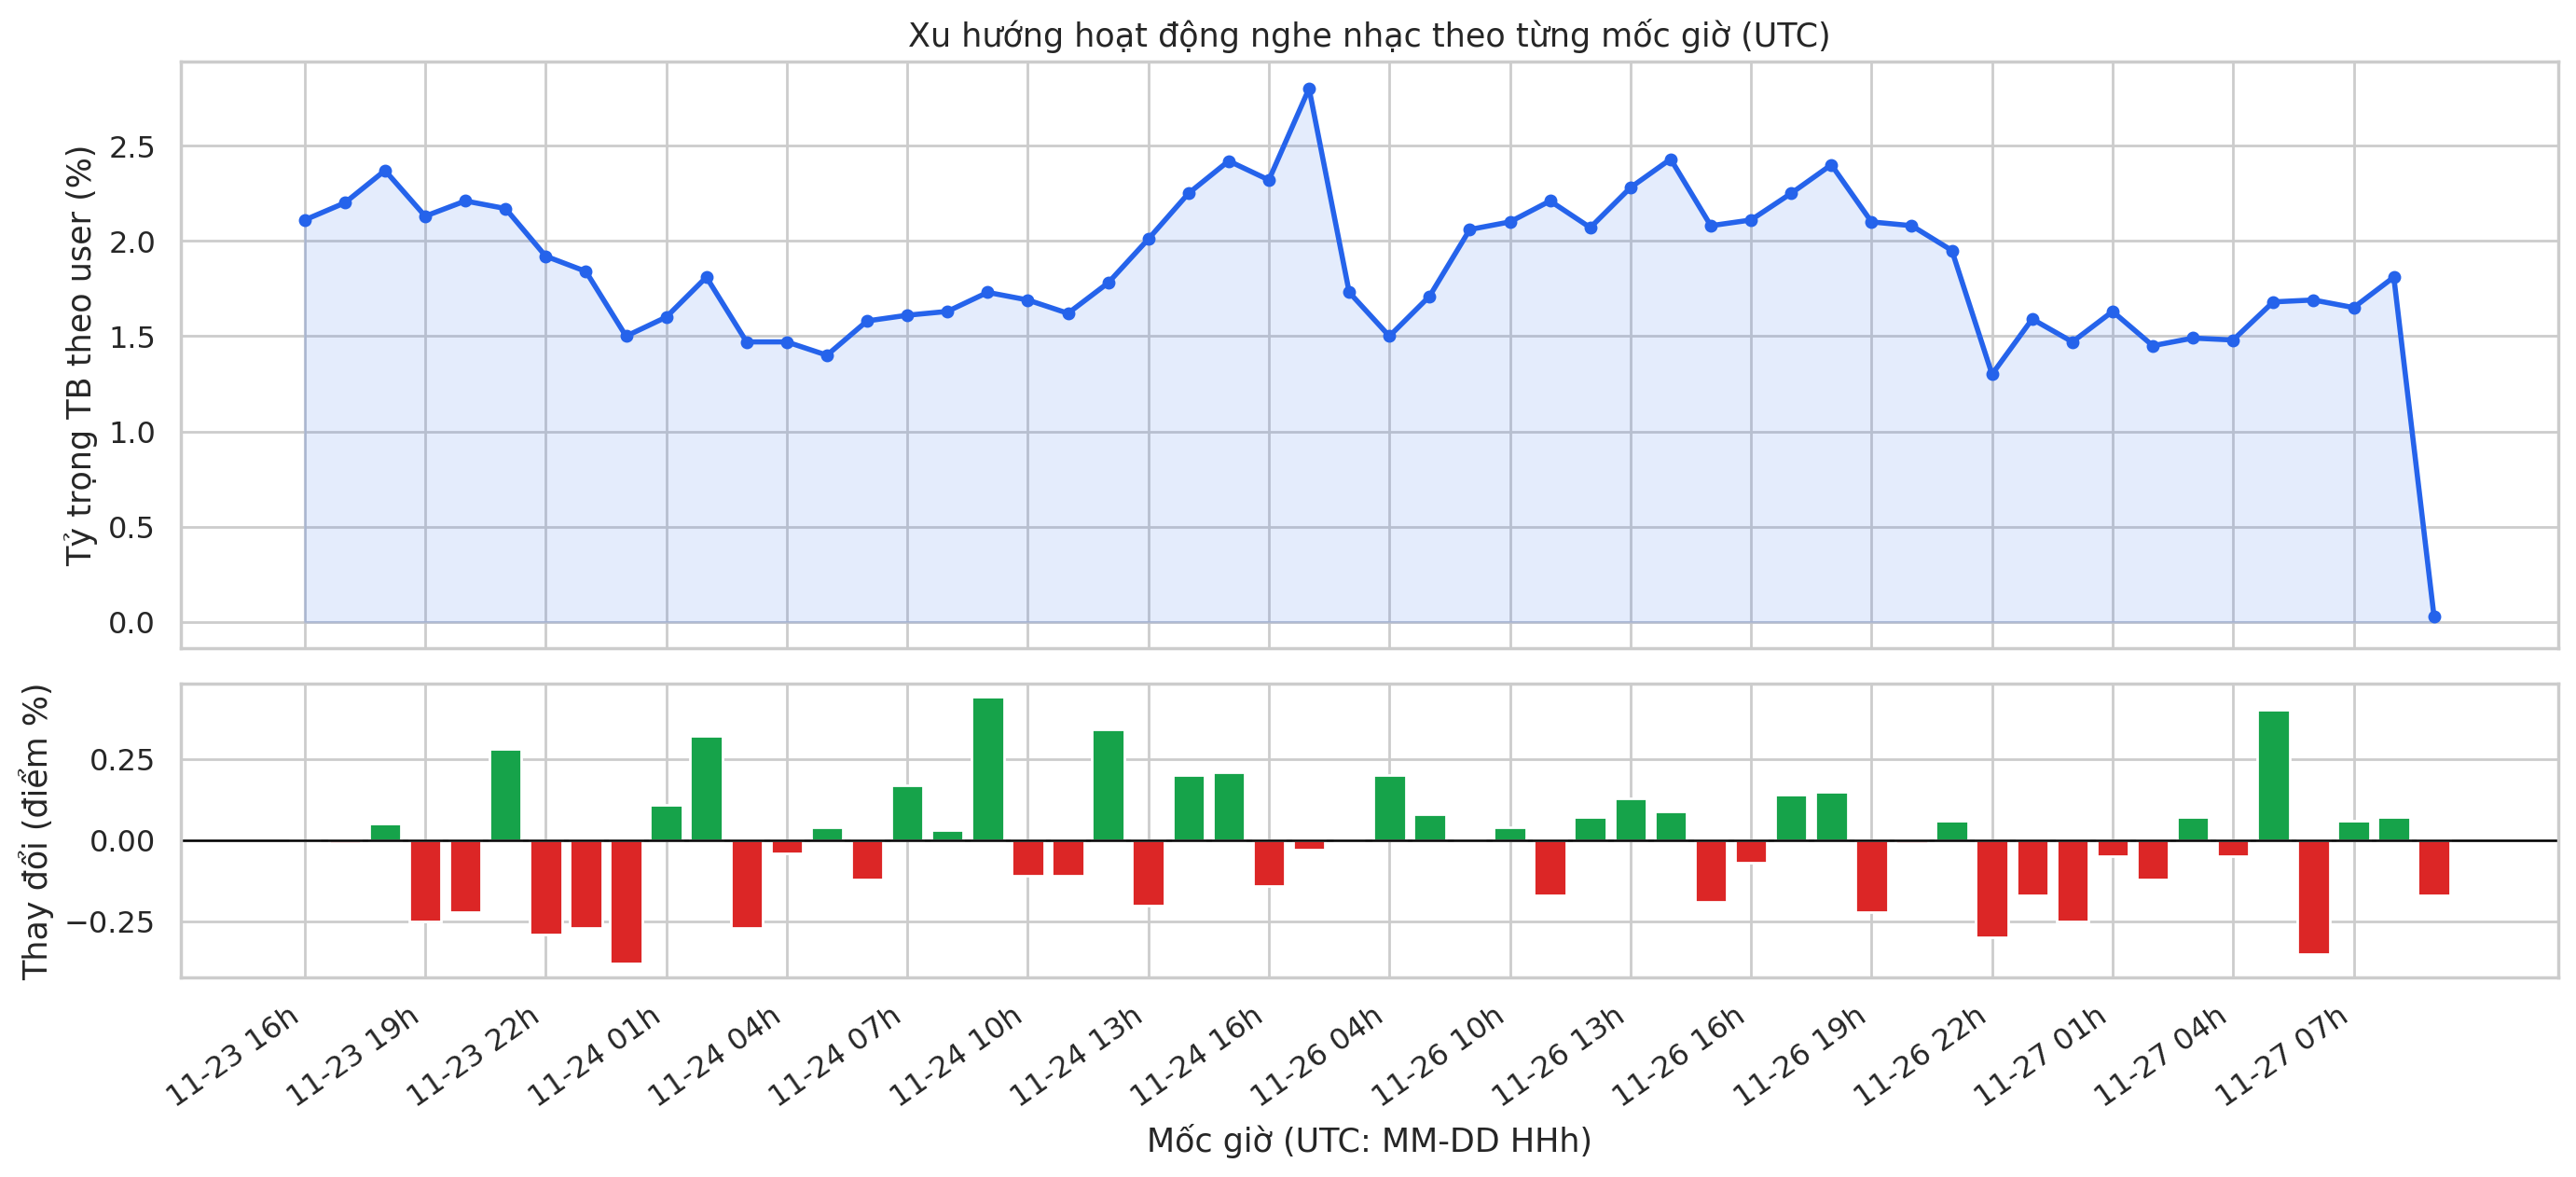 Xu hướng hoạt động nghe nhạc theo từng mốc giờ (UTC)
Tỷ trọng TB theo user (%)
2.5
2.0
1.5
1.0
0.5
0.0
Thay đổi (điểm %)
0.25
0.00
−0.25
11-23 16h
11-23 19h
11-23 22h
11-24 01h
11-24 04h
11-24 07h
11-24 10h
11-24 13h
11-24 16h
11-26 04h
11-26 10h
11-26 13h
11-26 16h
11-26 19h
11-26 22h
11-27 01h
11-27 04h
11-27 07h
Mốc giờ (UTC: MM-DD HHh)